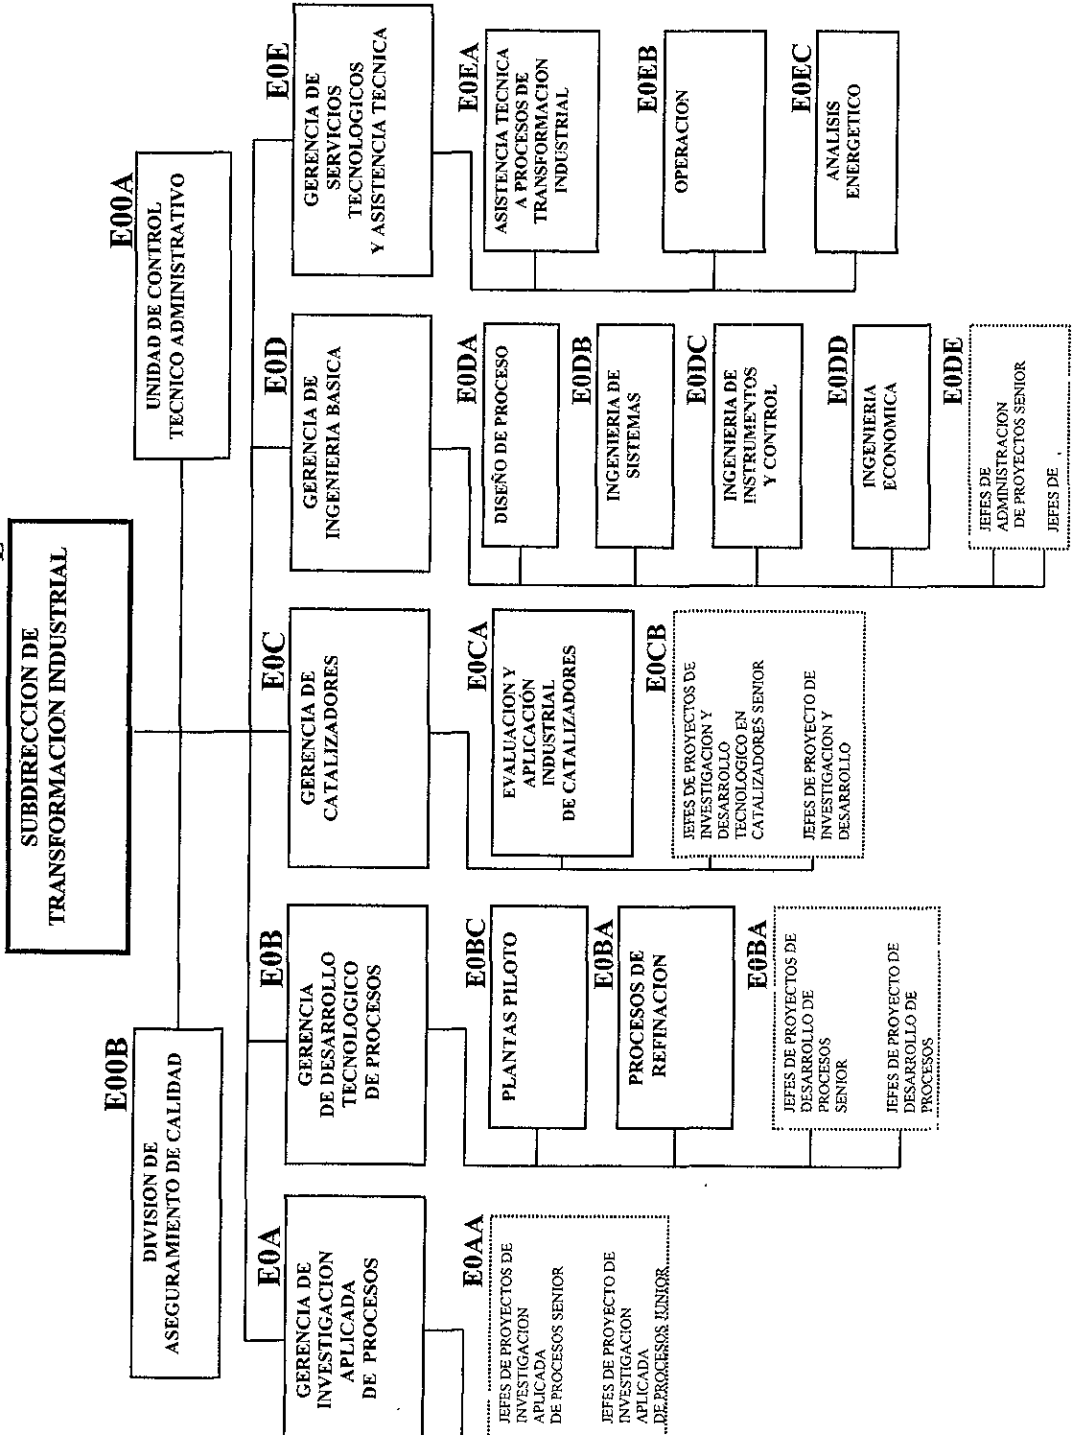 SUBDIRECCION DE
TRANSFORMACION INDUSTRIAL
E00B
DIVISION DE
ASEGURAMIENTO DE CALIDAD
E00A
UNIDAD DE CONTROL
TECNICO ADMINISTRATIVO
E0A
GERENCIA DE
INVESTIGACION
APLICADA
DE PROCESOS
E0AA
JEFES DE PROYECTOS DE
INVESTIGACION
APLICADA
DE PROCESOS SENIOR
JEFES DE PROYECTO DE
INVESTIGACION
APLICADA
DE PROCESOS JUNIOR
E0B
GERENCIA
DE DESARROLLO
TECNOLOGICO
DE PROCESOS
E0BC
PLANTAS PILOTO
E0BA
PROCESOS DE
REFINACION
E0BA
JEFES DE PROYECTOS DE
DESARROLLO DE
PROCESOS
SENIOR
JEFES DE PROYECTO DE
DESARROLLO DE
PROCESOS
E0C
GERENCIA DE
CATALIZADORES
E0CA
EVALUACION Y
APLICACIÓN
INDUSTRIAL
DE CATALIZADORES
E0CB
JEFES DE PROYECTOS DE
INVESTIGACION Y
DESARROLLO
TECNOLOGICO EN
CATALIZADORES SENIOR
JEFES DE PROYECTO DE
INVESTIGACION Y
DESARROLLO
E0D
GERENCIA DE
INGENIERIA BASICA
E0DA
DISEÑO DE PROCESO
E0DB
INGENIERIA DE
SISTEMAS
E0DC
INGENIERIA DE
INSTRUMENTOS
Y CONTROL
E0DD
INGENIERIA
ECONOMICA
E0DE
JEFES DE
ADMINISTRACION
DE PROYECTOS SENIOR
JEFES DE
E0E
GERENCIA DE
SERVICIOS
TECNOLOGICOS
Y ASISTENCIA TECNICA
E0EA
ASISTENCIA TECNICA
A PROCESOS DE
TRANSFORMACION
INDUSTRIAL
E0EB
OPERACION
E0EC
ANALISIS
ENERGETICO